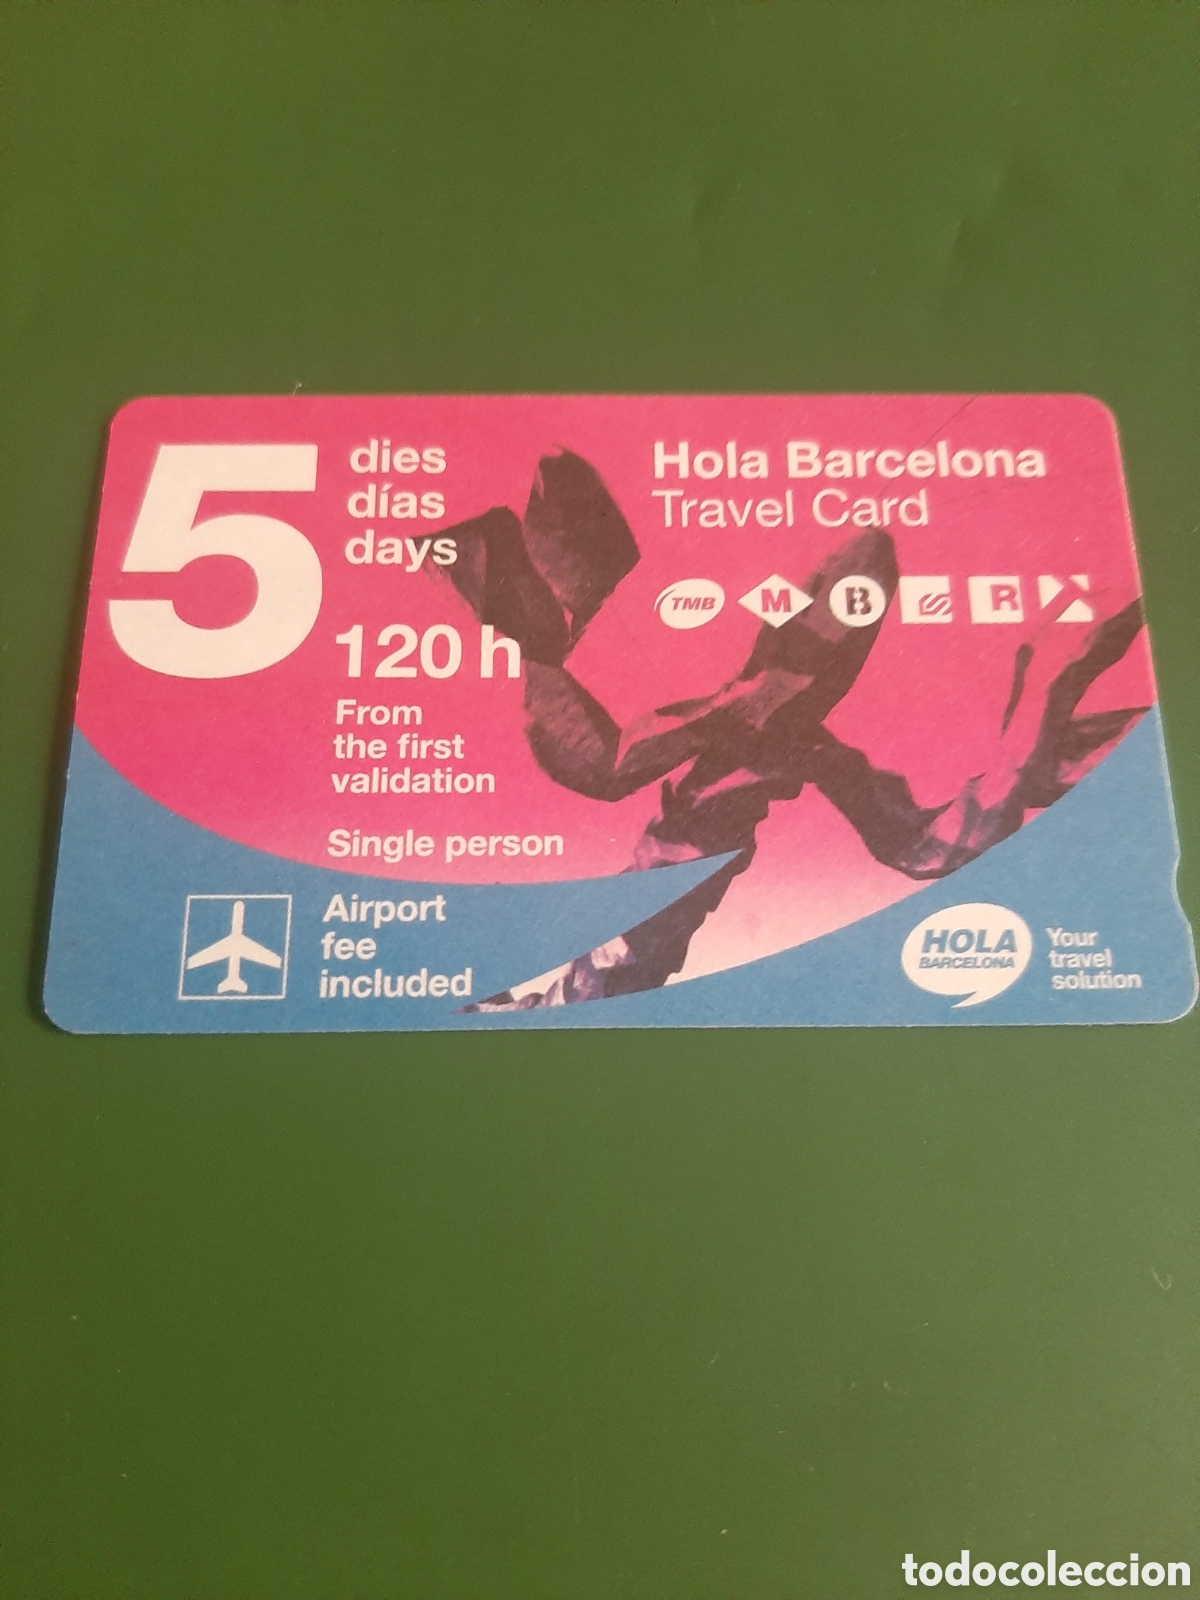 5
dies
días
days
120 h
From
the first
validation
Single person
Airport
fee
included
Hola Barcelona
Travel Card
TMB M B R
HOLA
BARCELONA
Your
travel
solution
todocoleccion